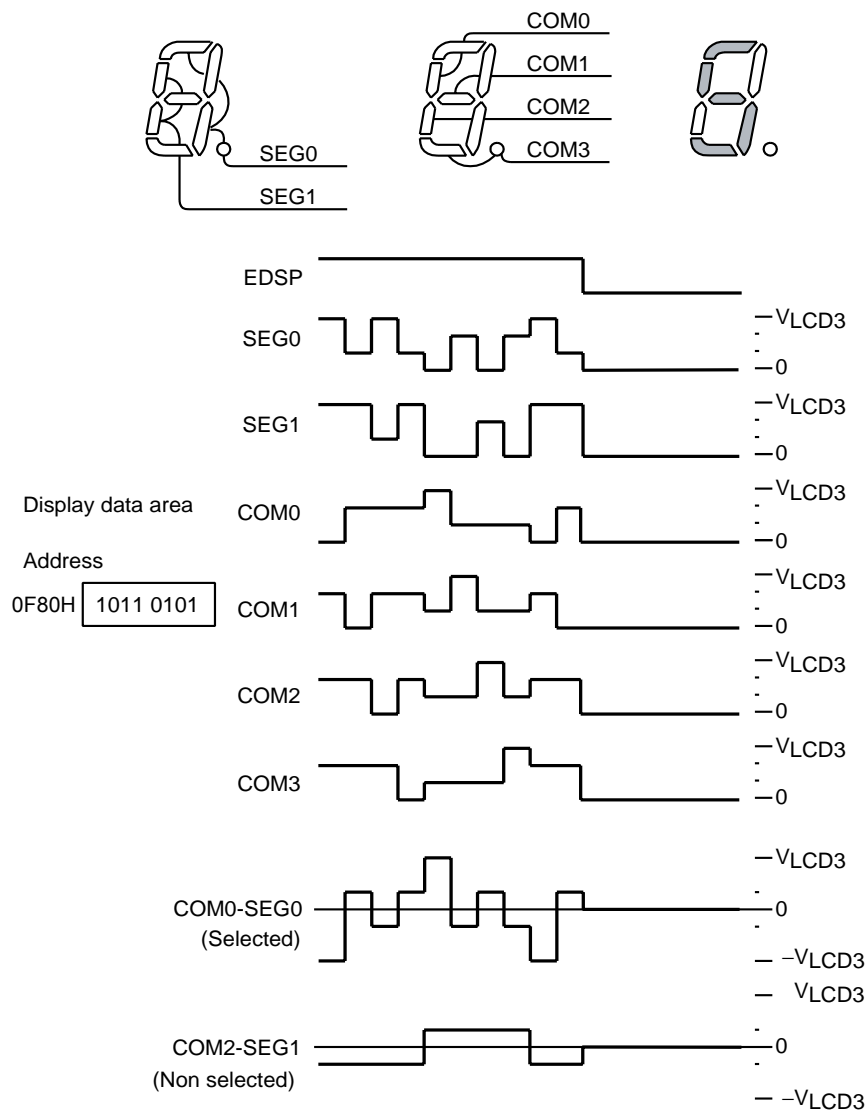 COM0
COM1
COM2
COM3
SEG0
SEG1
EDSP
SEG0
VLCD3
0
SEG1
VLCD3
0
Display data area
COM0
VLCD3
0
Address
0F80H 1011 0101
COM1
VLCD3
0
COM2
VLCD3
0
COM3
VLCD3
0
VLCD3
COM0-SEG0
0
(Selected)
−VLCD3
VLCD3
COM2-SEG1
0
(Non selected)
−VLCD3